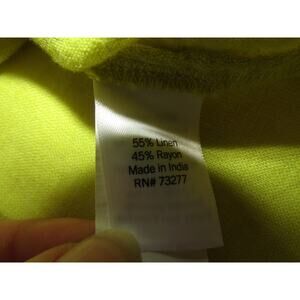 55% Linen
45% Rayon
Made in India
RN# 73277